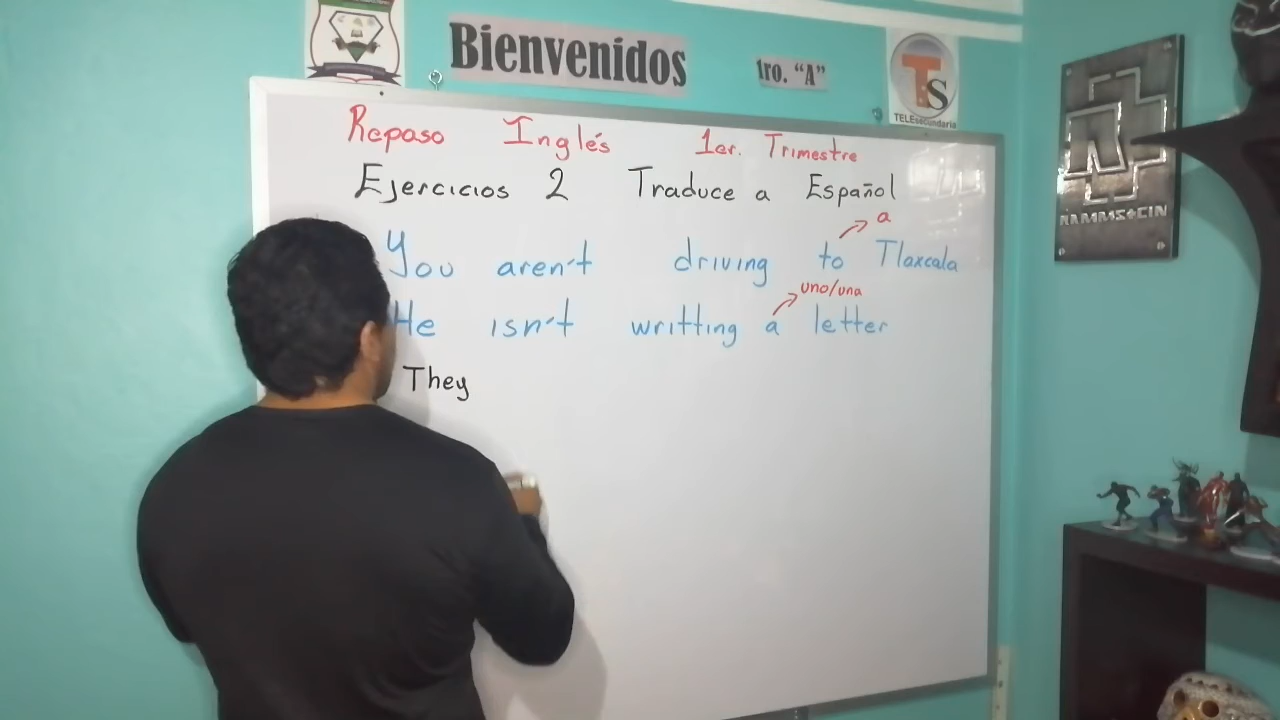 Bienvenidos
1ro. "A"
TS
TELEsecundaria
RAMMSTEIN
Repaso Inglés 1er. Trimestre
Ejercicios 2 Traduce a Español
a
You aren't driving to Tlaxcala
uno/una
He isn't writting a letter
They